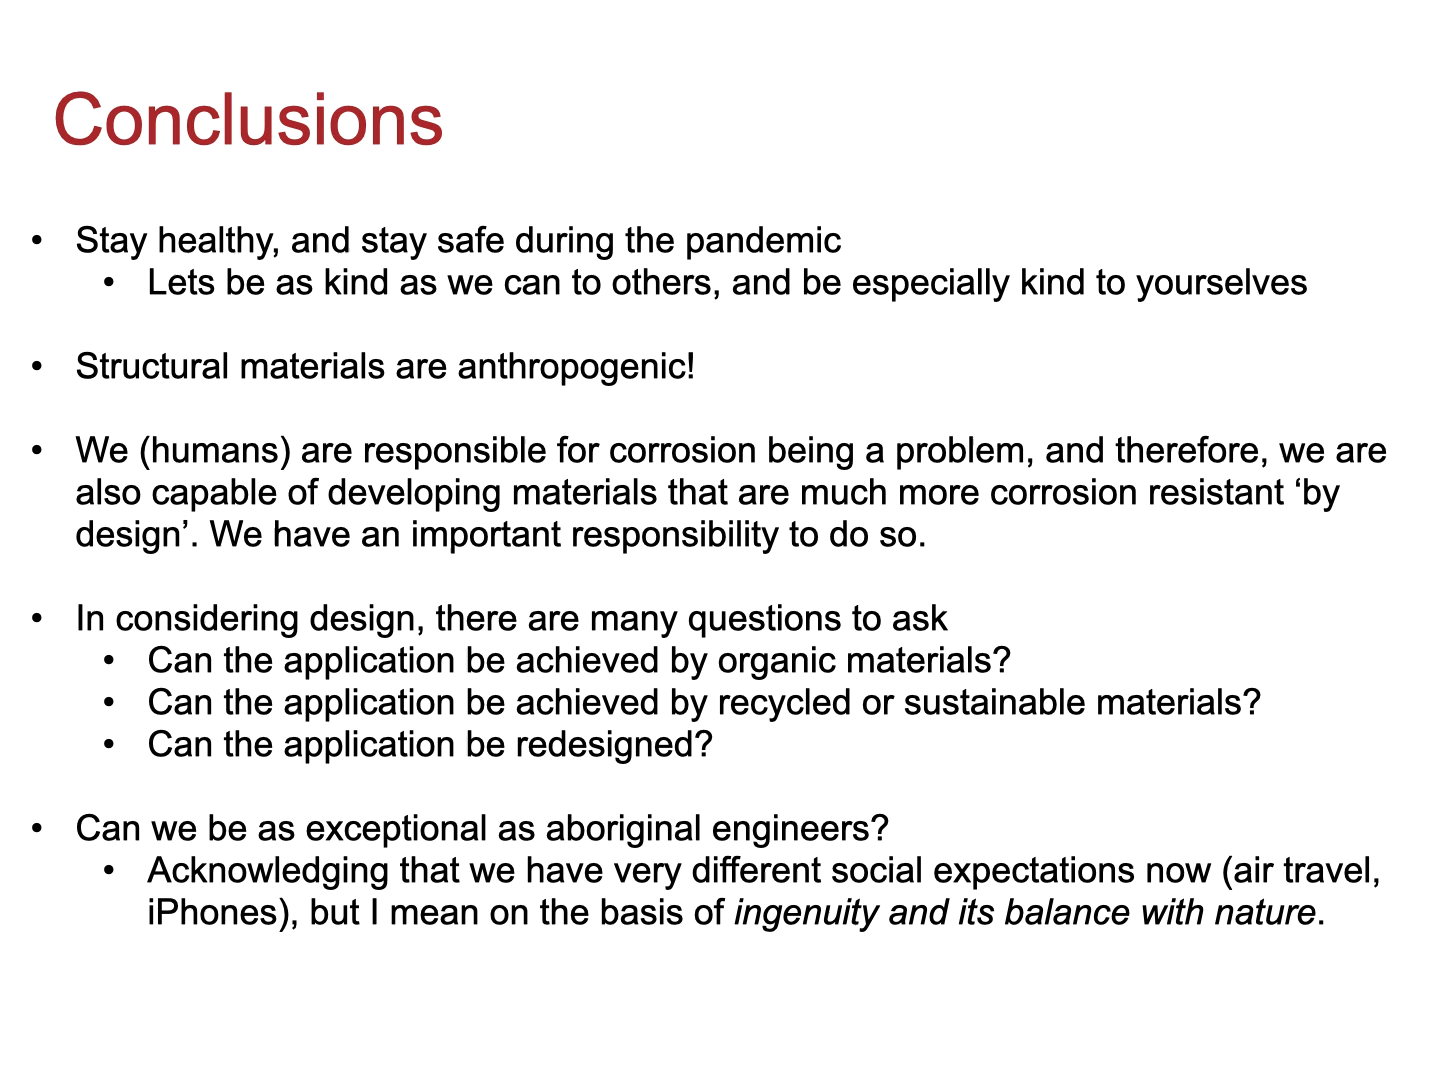 Conclusions
• Stay healthy, and stay safe during the pandemic
• Lets be as kind as we can to others, and be especially kind to yourselves
• Structural materials are anthropogenic!
• We (humans) are responsible for corrosion being a problem, and therefore, we are
also capable of developing materials that are much more corrosion resistant ‘by
design’. We have an important responsibility to do so.
• In considering design, there are many questions to ask
• Can the application be achieved by organic materials?
• Can the application be achieved by recycled or sustainable materials?
• Can the application be redesigned?
• Can we be as exceptional as aboriginal engineers?
• Acknowledging that we have very different social expectations now (air travel,
iPhones), but I mean on the basis of ingenuity and its balance with nature.